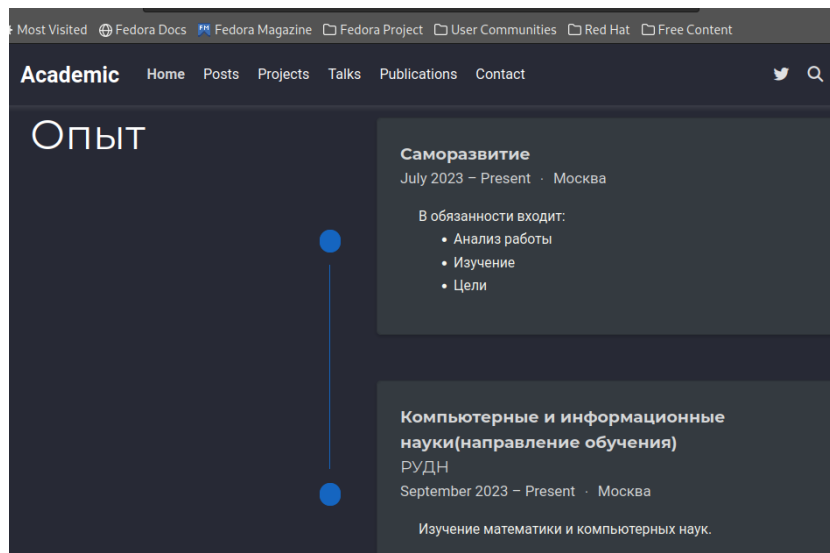 Most Visited Fedora Docs Fedora Magazine Fedora Project User Communities Red Hat Free Content
Academic Home Posts Projects Talks Publications Contact
Опыт
Саморазвитие
July 2023 – Present · Москва
В обязанности входит:
• Анализ работы
• Изучение
• Цели
Компьютерные и информационные
науки(направление обучения)
РУДН
September 2023 – Present · Москва
Изучение математики и компьютерных наук.